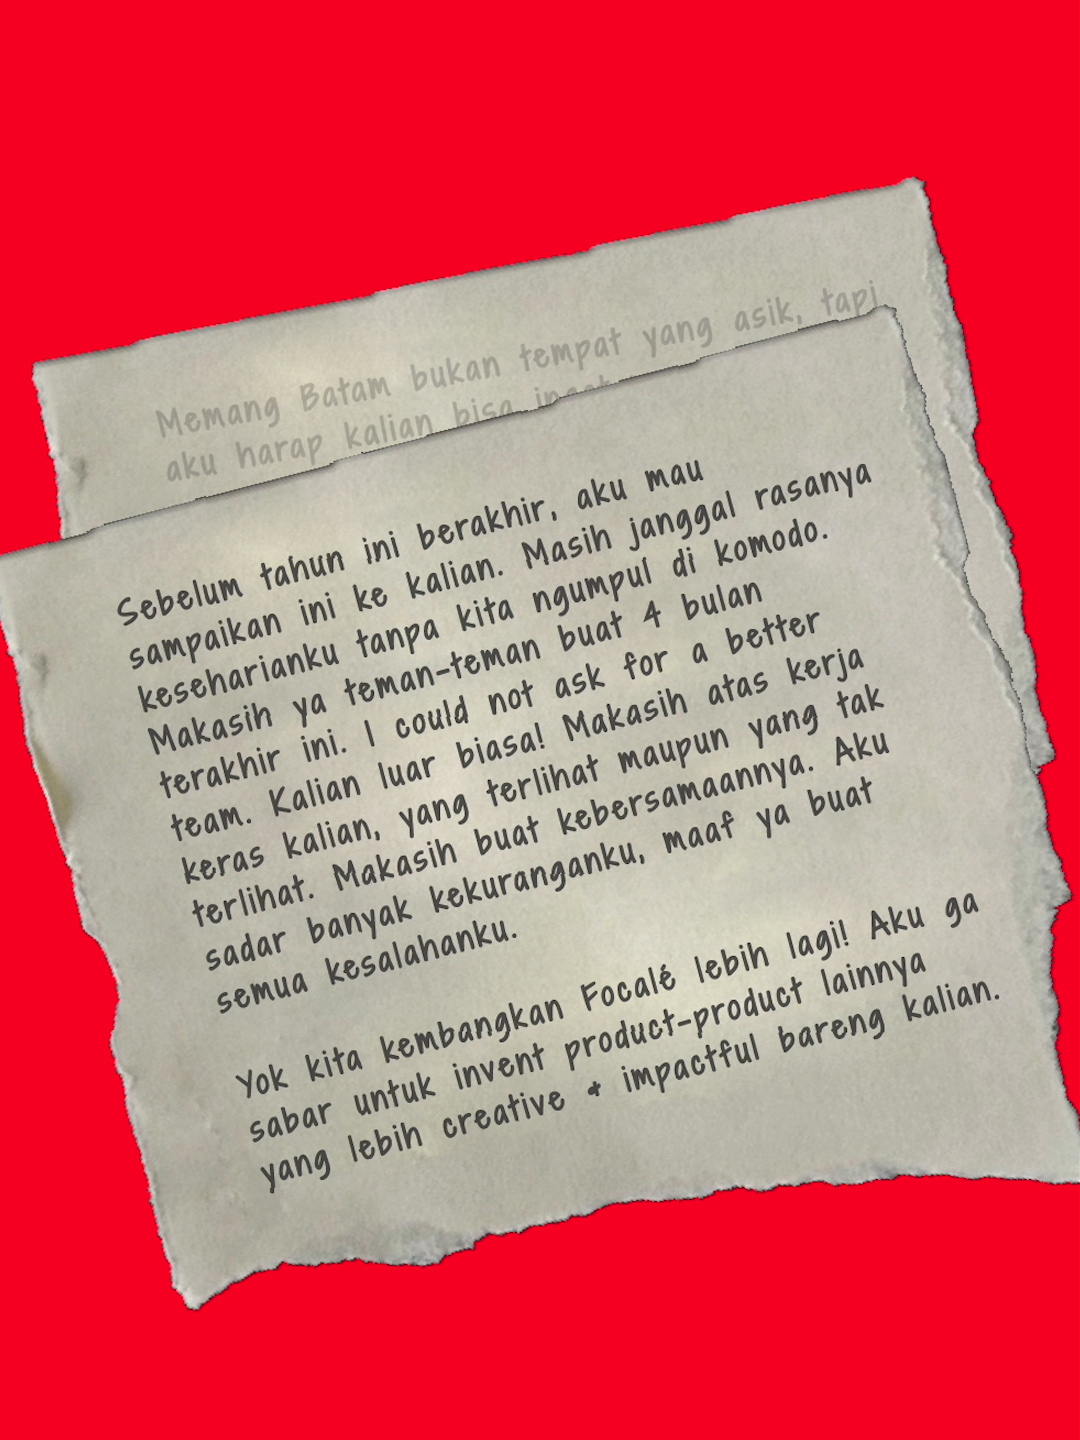 Memang Batam bukan tempat yang asik, tapi
aku harap kalian bisa ingat
Sebelum tahun ini berakhir, aku mau
sampaikan ini ke kalian. Masih janggal rasanya
keseharianku tanpa kita ngumpul di komodo.
Makasih ya teman-teman buat 4 bulan
terakhir ini. I could not ask for a better
team. Kalian luar biasa! Makasih atas kerja
keras kalian, yang terlihat maupun yang tak
terlihat. Makasih buat kebersamaannya. Aku
sadar banyak kekuranganku, maaf ya buat
semua kesalahanku.
Yok kita kembangkan Focalé lebih lagi! Aku ga
sabar untuk invent product-product lainnya
yang lebih creative & impactful bareng kalian.